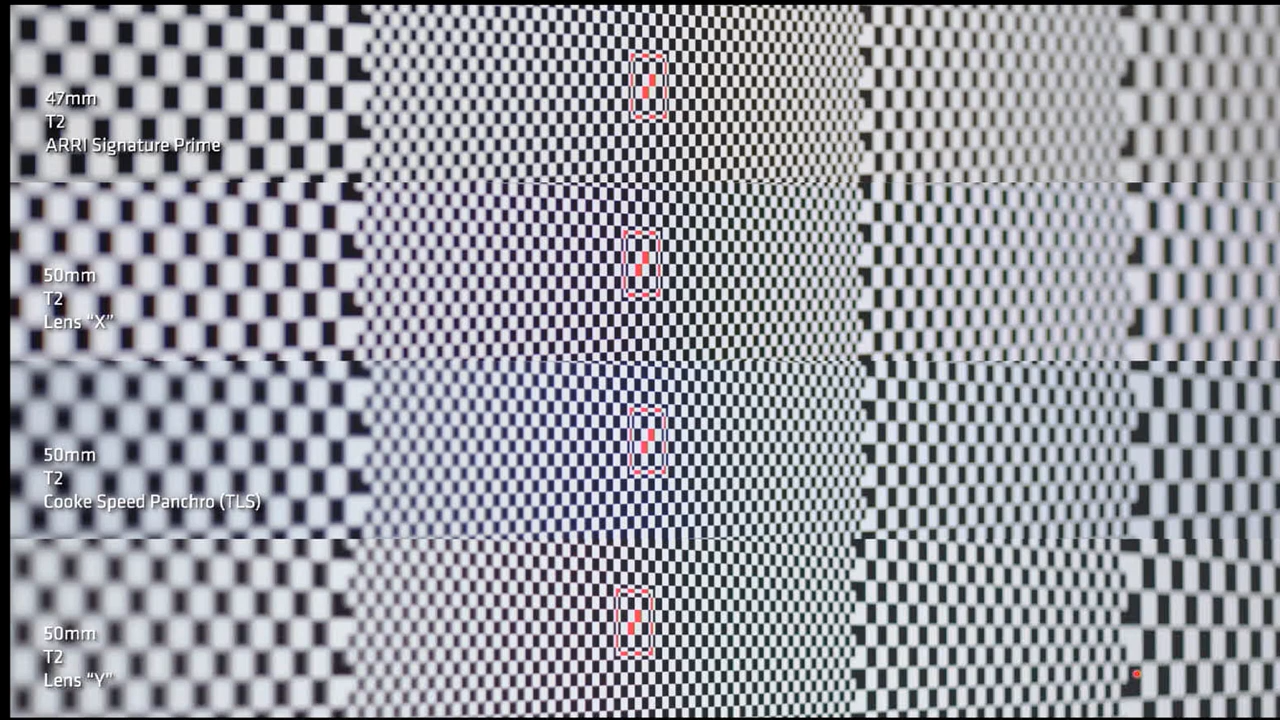 47mm
T2
ARRI Signature Prime
50mm
T2
Lens “X”
50mm
T2
Cooke Speed Panchro (TLS)
50mm
T2
Lens “Y”